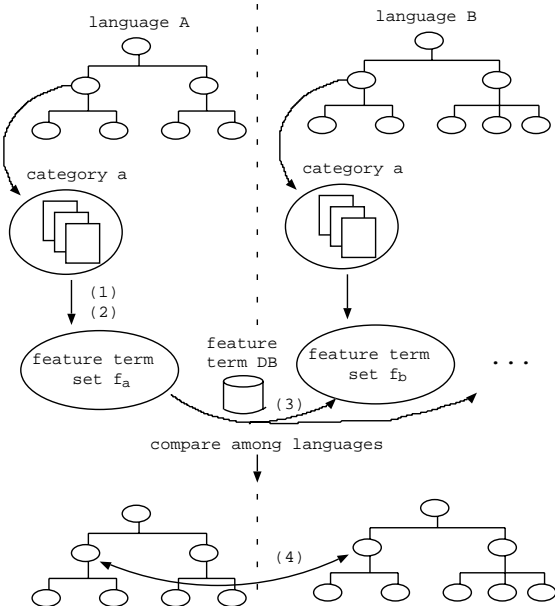 language A
language B
category a
category a
(1)
(2)
feature term
set fa
feature
term DB
feature term
set fb
...
(3)
compare among languages
(4)